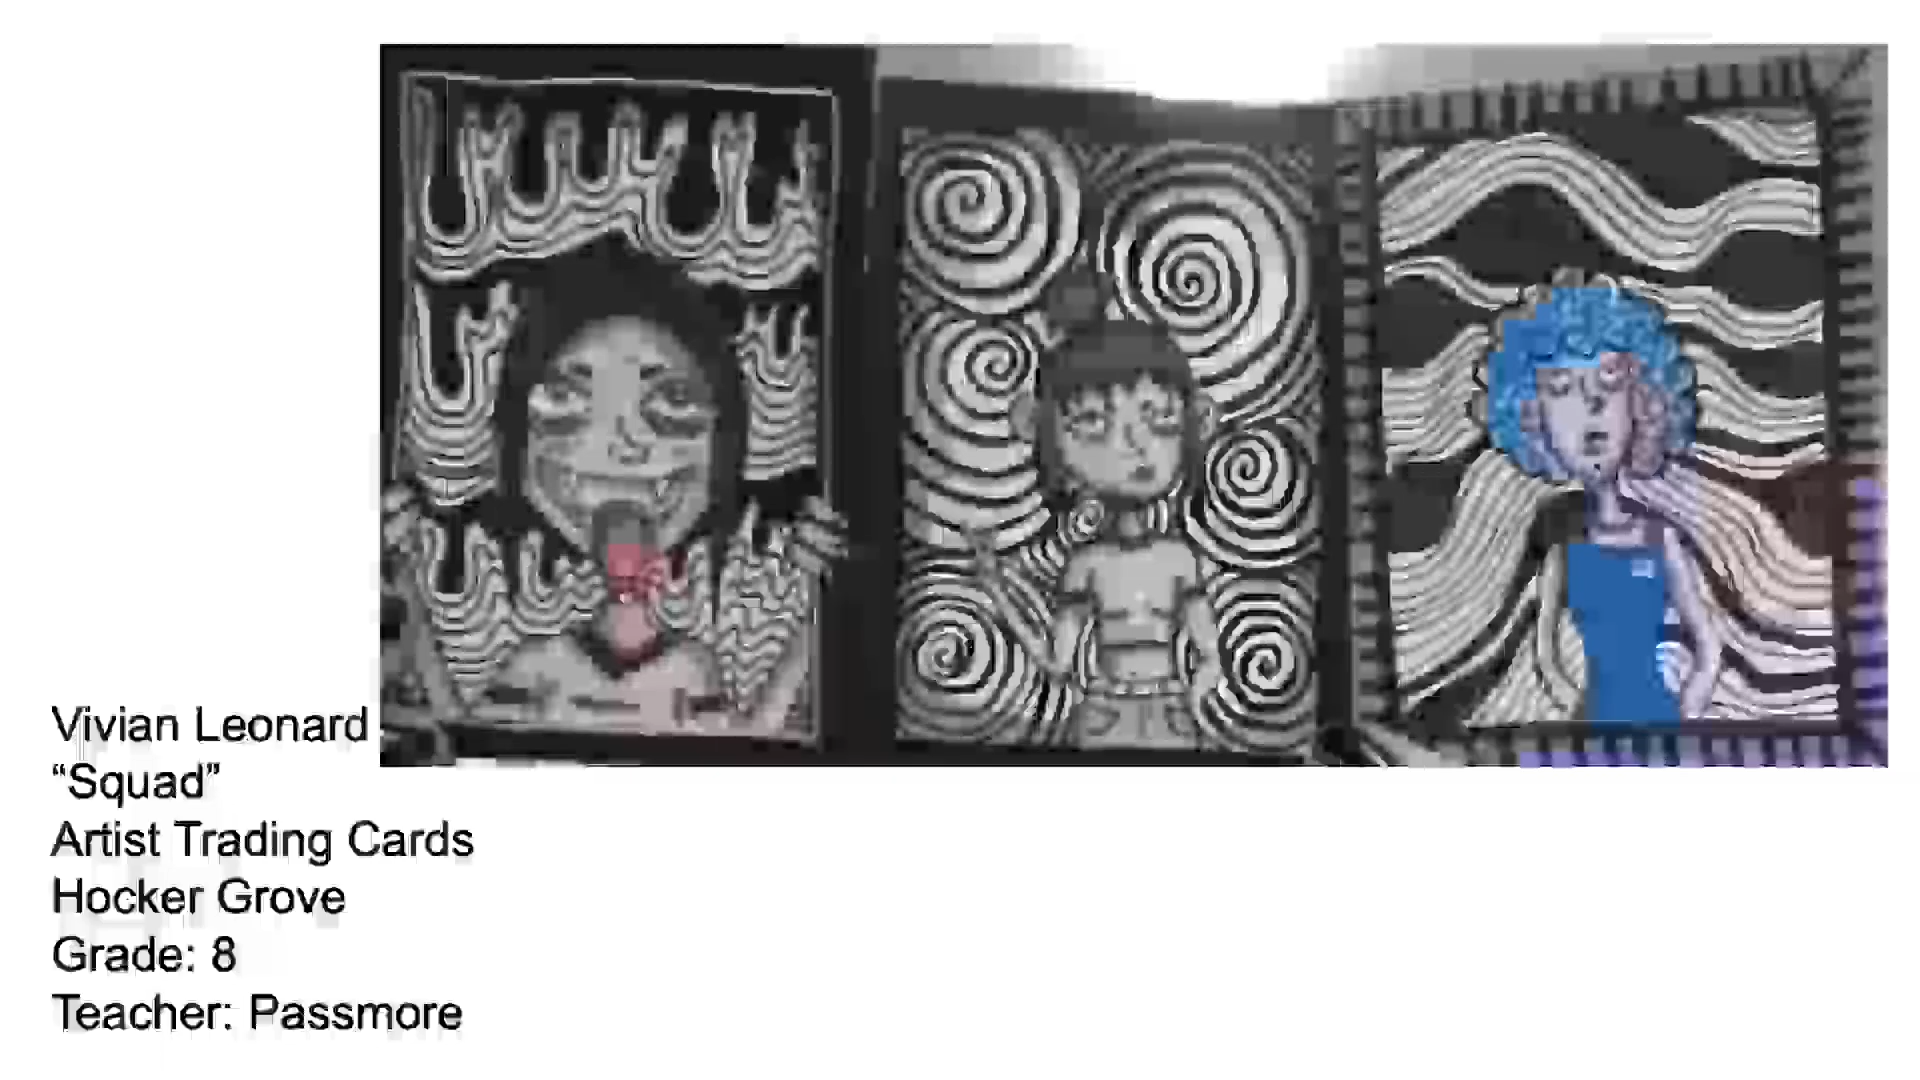 Vivian Leonard
“Squad”
Artist Trading Cards
Hocker Grove
Grade: 8
Teacher: Passmore